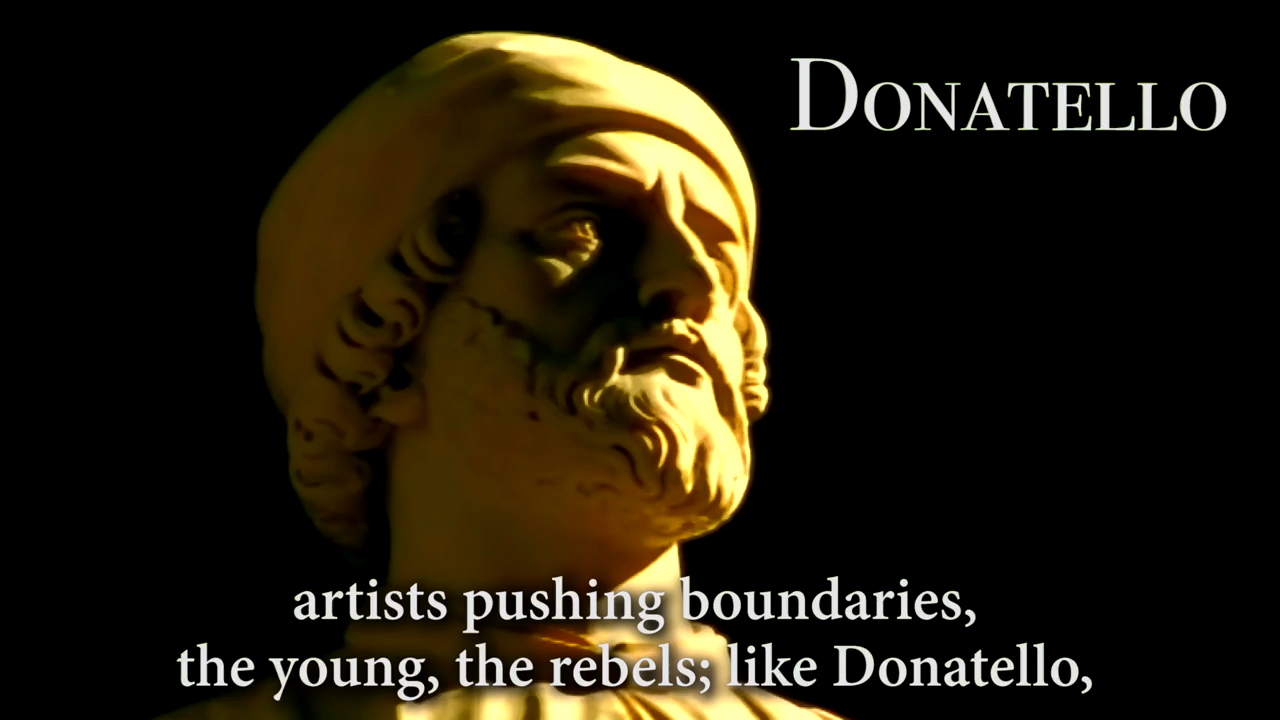 DONATELLO
artists pushing boundaries,
the young, the rebels; like Donatello,